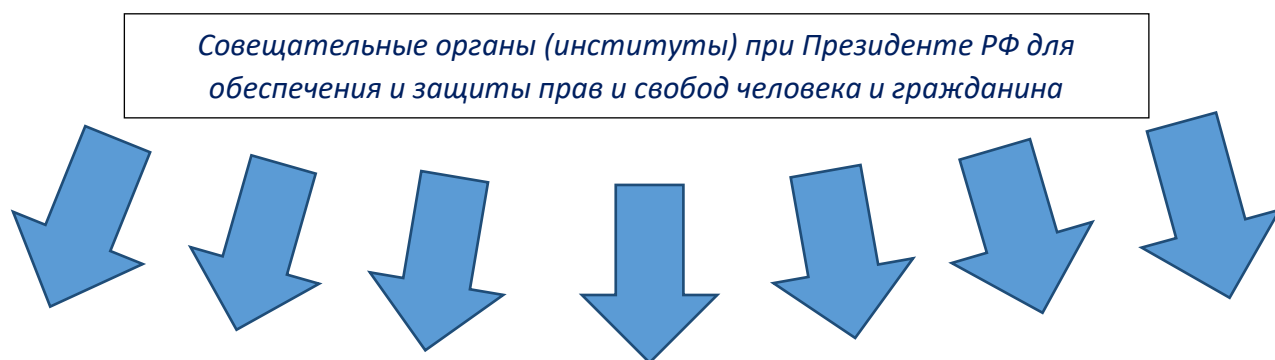 Совещательные органы (институты) при Президенте РФ для
обеспечения и защиты прав и свобод человека и гражданина